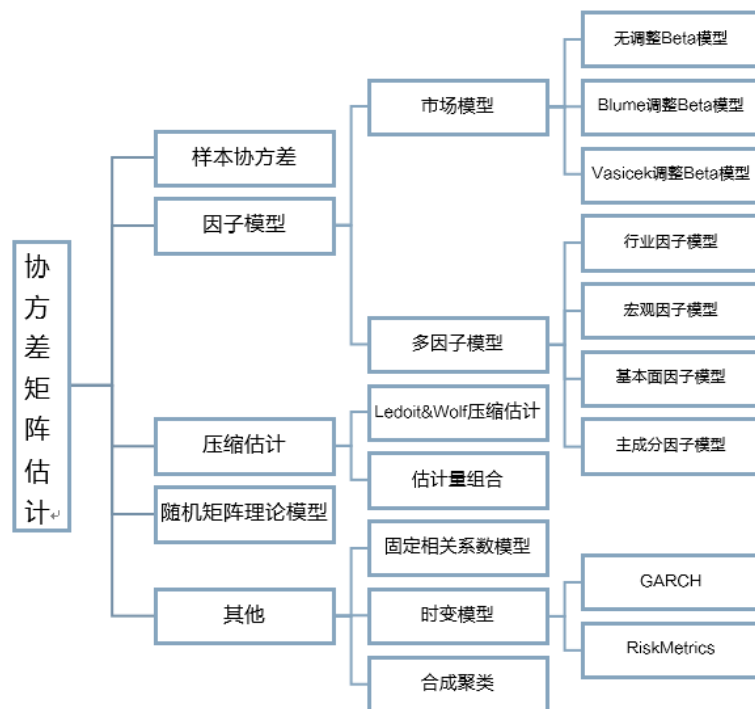 协方差矩阵估计
样本协方差
因子模型
市场模型
无调整Beta模型
Blume调整Beta模型
Vasicek调整Beta模型
多因子模型
行业因子模型
宏观因子模型
基本面因子模型
主成分因子模型
压缩估计
Ledoit&Wolf压缩估计
估计量组合
随机矩阵理论模型
其他
固定相关系数模型
时变模型
GARCH
RiskMetrics
合成聚类